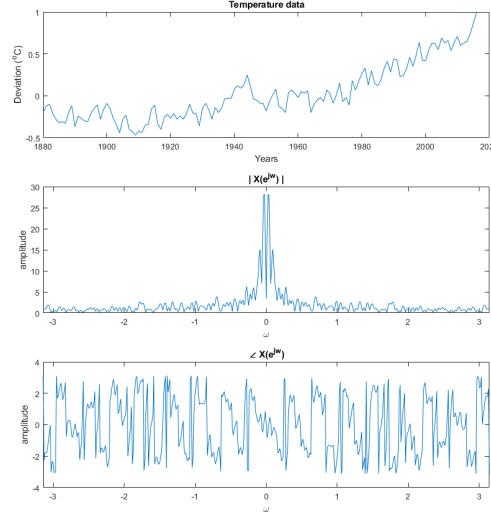 Temperature data
Deviation (°C)
1
0.5
0
-0.5
1880 1900 1920 1940 1960 1980 2000 2020
Years
| X(e^jw) |
amplitude
30
25
20
15
10
5
0
-3 -2 -1 0 1 2 3
ω
∠ X(e^jw)
amplitude
4
2
0
-2
-4
-3 -2 -1 0 1 2 3
ω